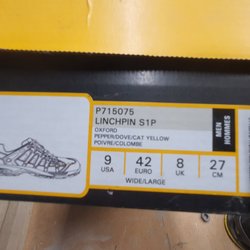 P715075
LINCHPIN S1P
OXFORD
PEPPER/DOVE/CAT YELLOW
POIVRE/COLOMBE
MEN
HOMMES
9 42 8 27
USA EURO UK CM
WIDE/LARGE